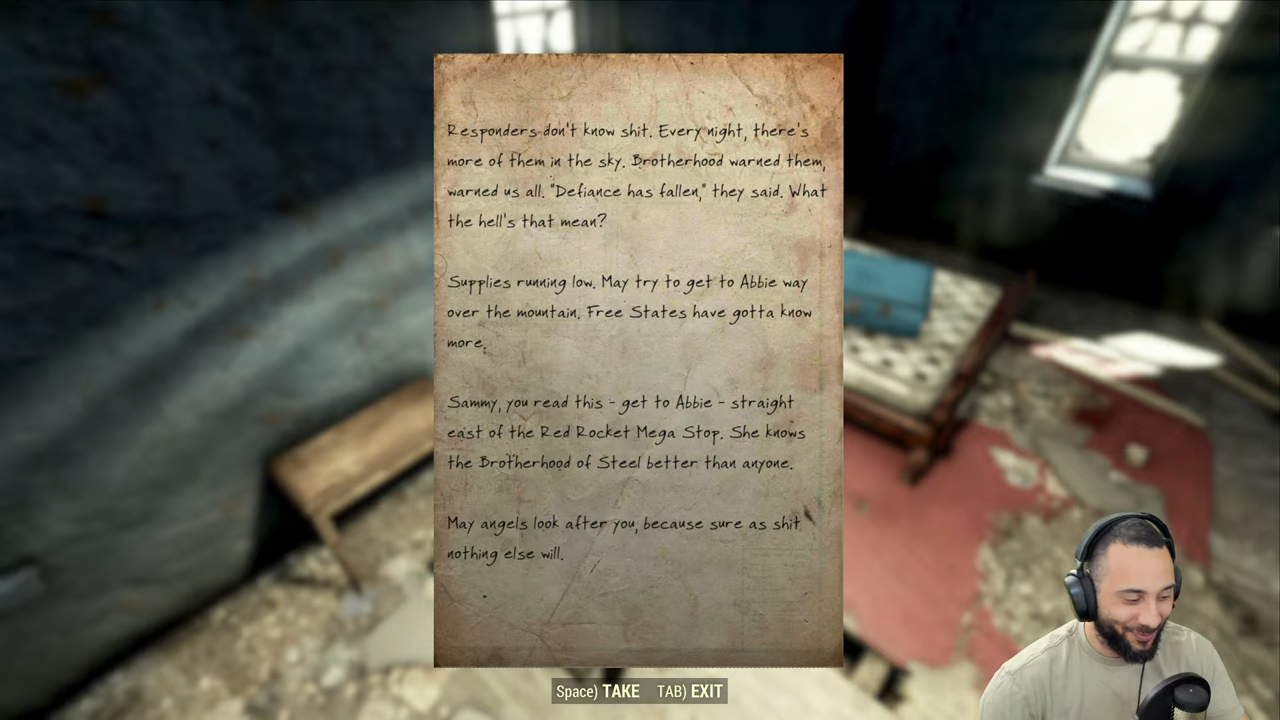 Responders don't know shit. Every night, there's
more of them in the sky. Brotherhood warned them,
warned us all. "Defiance has fallen," they said. What
the hell's that mean?
Supplies running low. May try to get to Abbie way
over the mountain. Free States have gotta know
more.
Sammy, you read this - get to Abbie - straight
east of the Red Rocket Mega Stop. She knows
the Brotherhood of Steel better than anyone.
May angels look after you, because sure as shit
nothing else will.
Space) TAKE TAB) EXIT